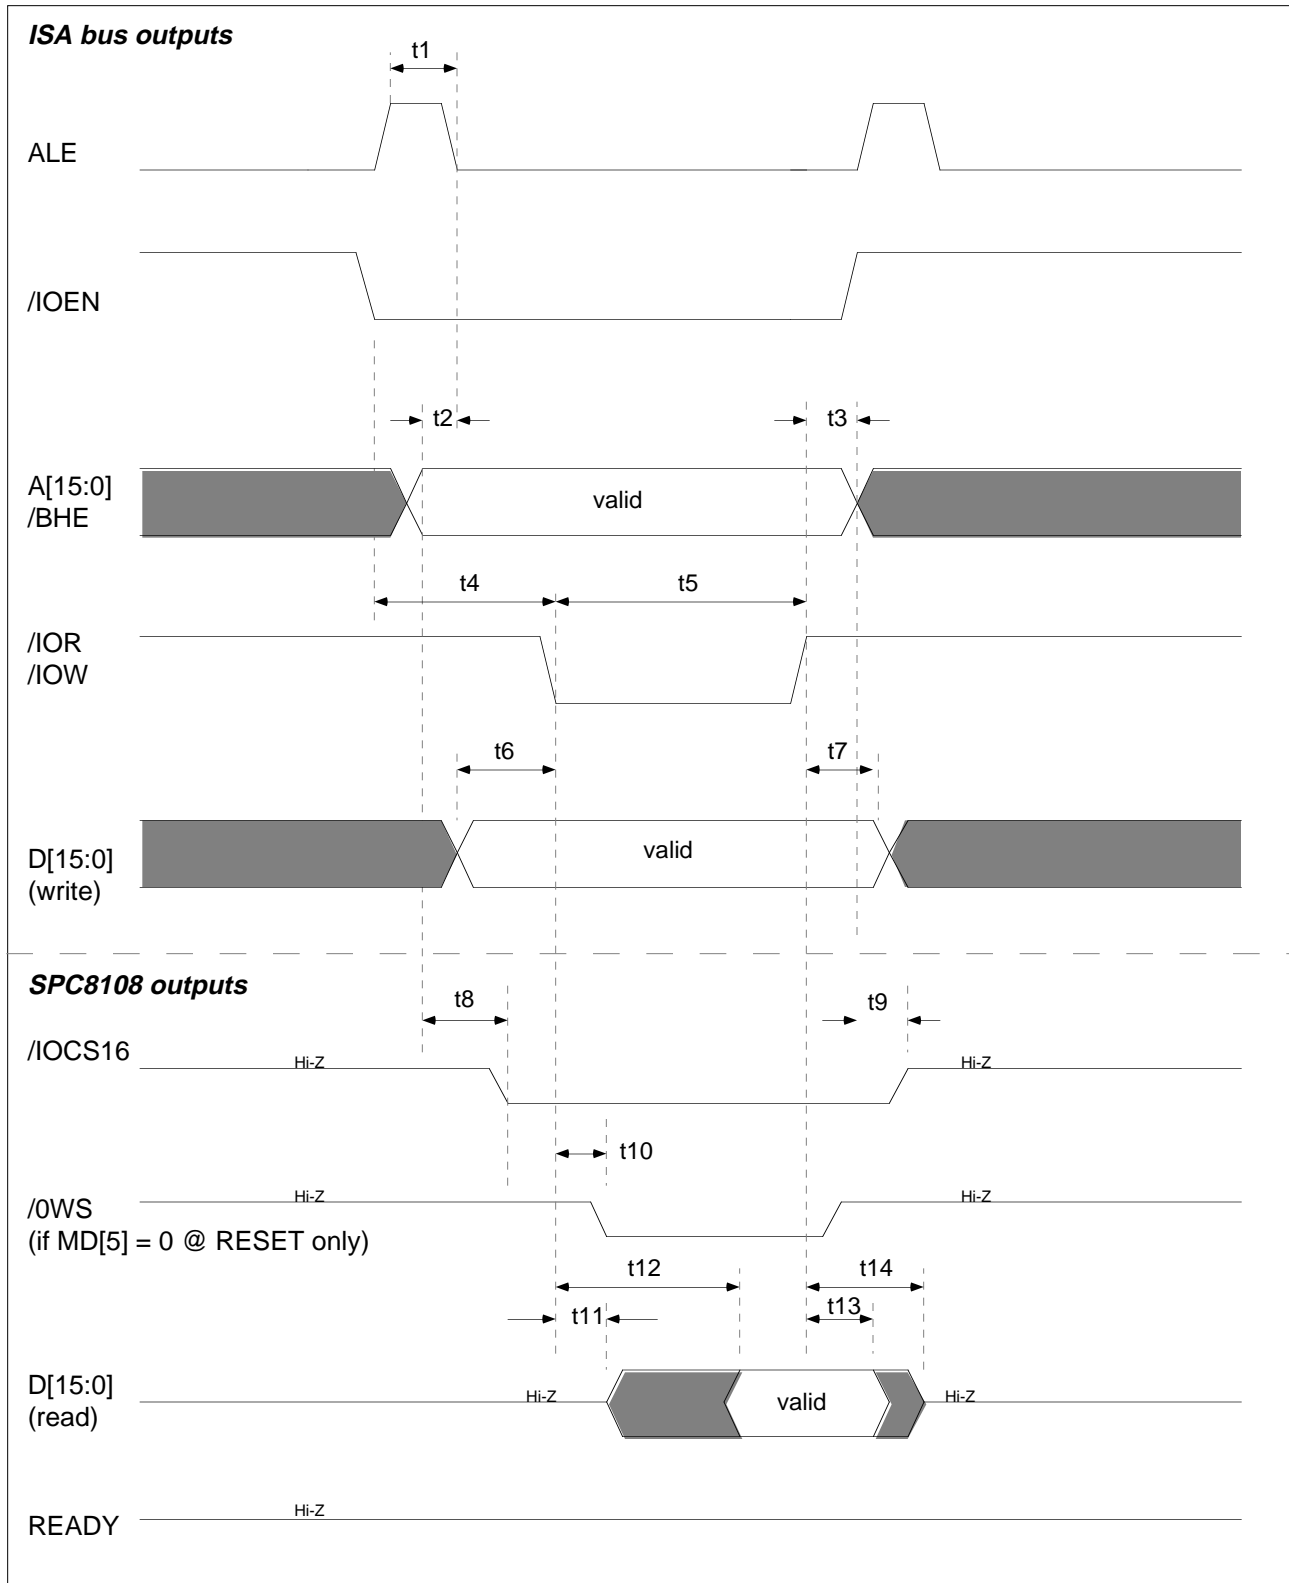 ISA bus outputs
t1
ALE
/IOEN
t2
t3
A[15:0]
/BHE
valid
t4
t5
/IOR
/IOW
t6
t7
D[15:0]
(write)
valid
SPC8108 outputs
t8
t9
/IOCS16
Hi-Z
Hi-Z
t10
/0WS
Hi-Z
Hi-Z
(if MD[5] = 0 @ RESET only)
t12
t14
t11
t13
D[15:0]
(read)
Hi-Z
valid
Hi-Z
READY
Hi-Z